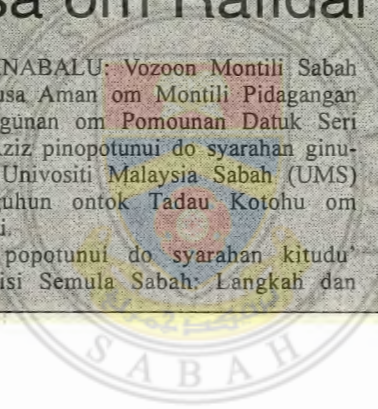 sa om Rafidah
NABALU: Vozoon Montili Sabah
usa Aman om Montili Pidagangan
gunan om Pomounan Datuk Seri
Aziz pinopotunui do syarahan ginu-
Univositi Malaysia Sabah (UMS)
uhun ontok Tadau Kotohu om
i.
popotunui do syarahan kitudu'
isi Semula Sabah: Langkah dan
SABAH